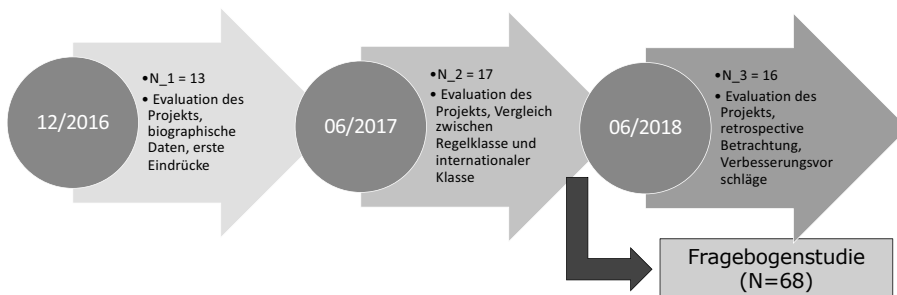 12/2016
•N_1 = 13
• Evaluation des
Projekts,
biographische
Daten, erste
Eindrücke
06/2017
•N_2 = 17
• Evaluation des
Projekts, Vergleich
zwischen
Regelklasse und
internationaler
Klasse
06/2018
•N_3 = 16
• Evaluation des
Projekts,
retrospective
Betrachtung,
Verbesserungsvor
schläge
Fragebogenstudie
(N=68)